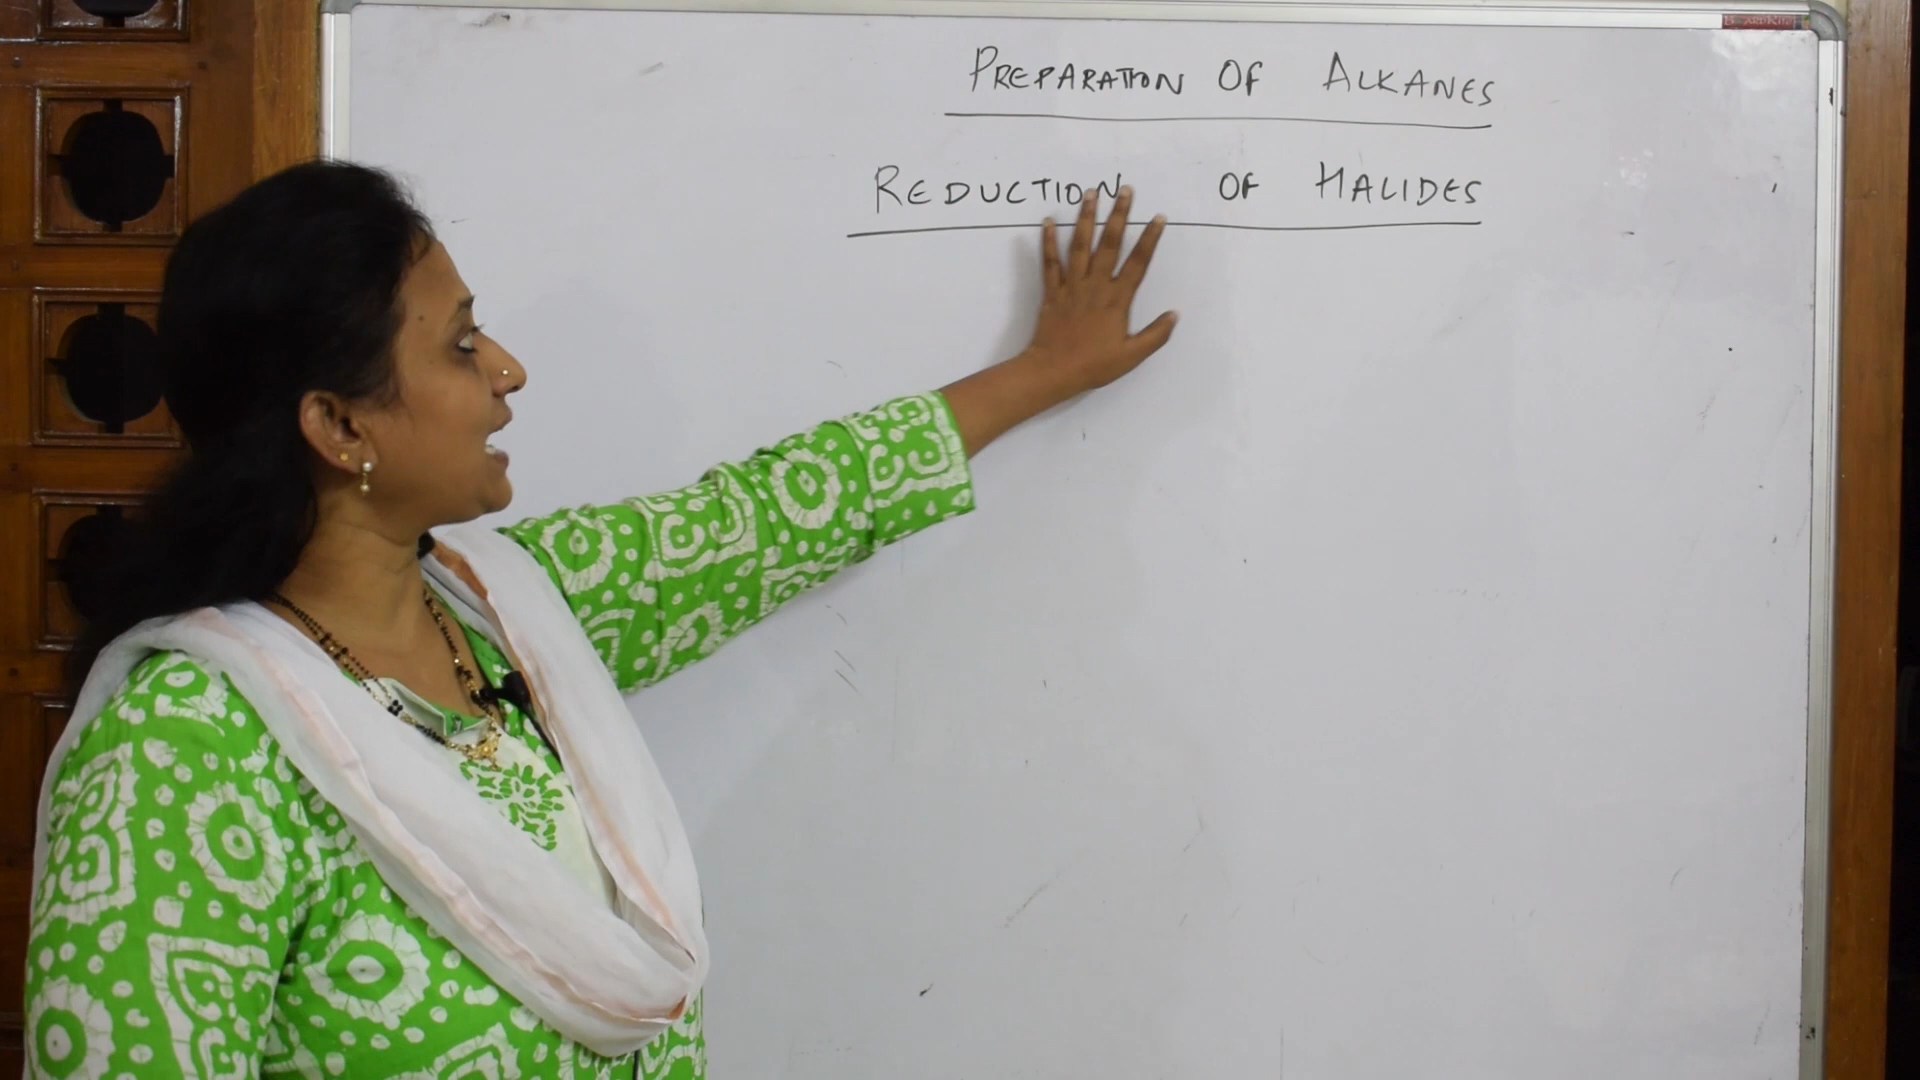 PREPARATION OF ALKANES
REDUCTION OF HALIDES